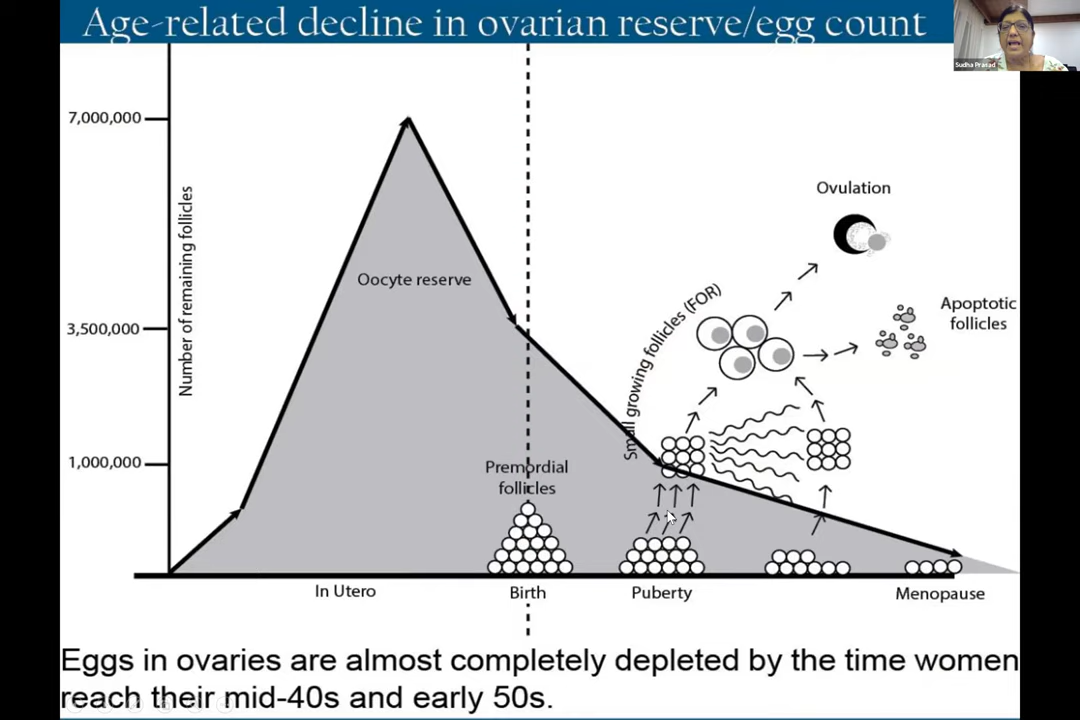 Age-related decline in ovarian reserve/egg count
Sudha Prasad
7,000,000
3,500,000
1,000,000
Number of remaining follicles
Oocyte reserve
Premordial
follicles
Small growing follicles (FOR)
Ovulation
Apoptotic
follicles
In Utero
Birth
Puberty
Menopause
Eggs in ovaries are almost completely depleted by the time women
reach their mid-40s and early 50s.